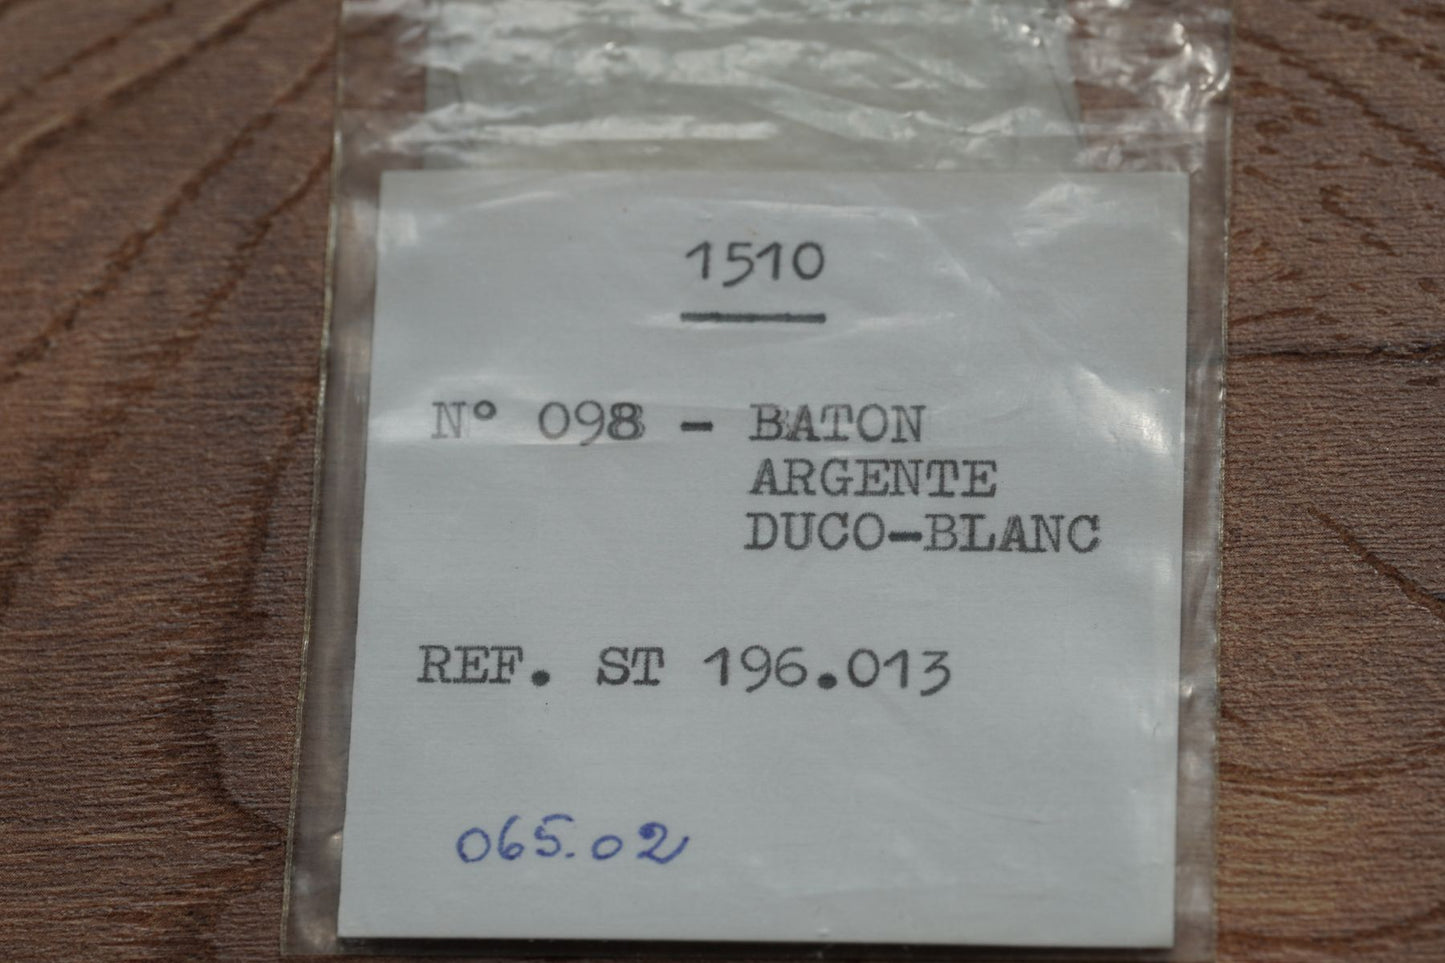 1510
N° 098 - BATON
ARGENTE
DUCO-BLANC
REF. ST 196.013
065.02